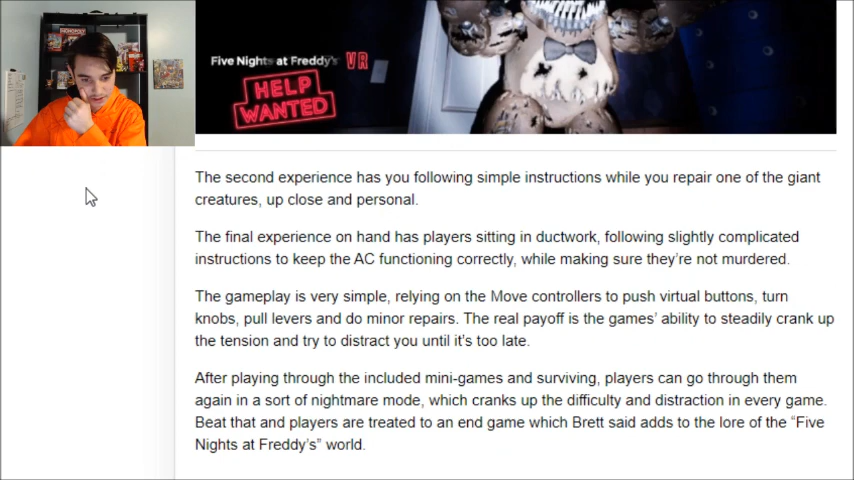 Five Nights at Freddy's VR
HELP
WANTED
The second experience has you following simple instructions while you repair one of the giant
creatures, up close and personal.
The final experience on hand has players sitting in ductwork, following slightly complicated
instructions to keep the AC functioning correctly, while making sure they're not murdered.
The gameplay is very simple, relying on the Move controllers to push virtual buttons, turn
knobs, pull levers and do minor repairs. The real payoff is the games' ability to steadily crank up
the tension and try to distract you until it's too late.
After playing through the included mini-games and surviving, players can go through them
again in a sort of nightmare mode, which cranks up the difficulty and distraction in every game.
Beat that and players are treated to an end game which Brett said adds to the lore of the “Five
Nights at Freddy's” world.